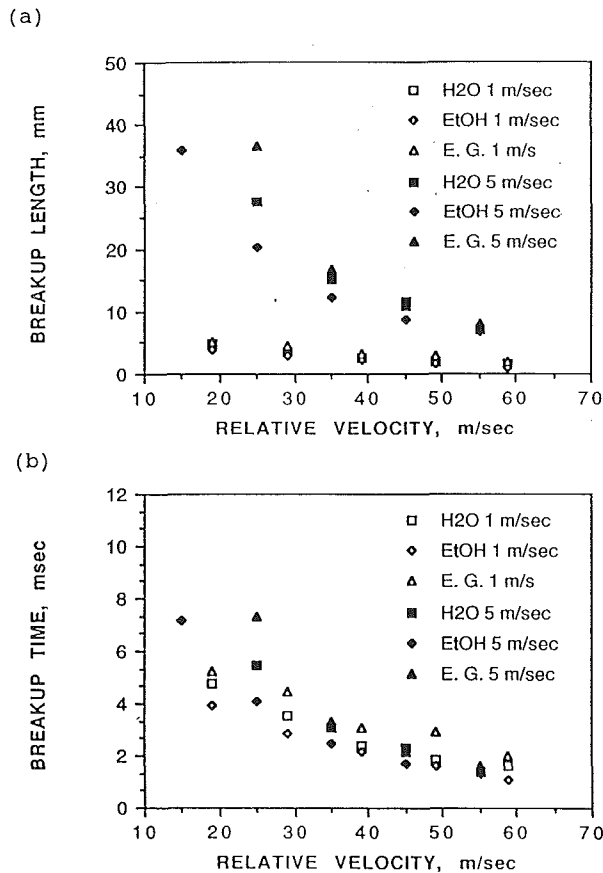 (a)
50
40
30
20
10
0
BREAKUP LENGTH, mm
H2O 1 m/sec
EtOH 1 m/sec
E. G. 1 m/s
H2O 5 m/sec
EtOH 5 m/sec
E. G. 5 m/sec
10 20 30 40 50 60 70
RELATIVE VELOCITY, m/sec
(b)
12
10
8
6
4
2
0
BREAKUP TIME, msec
H2O 1 m/sec
EtOH 1 m/sec
E. G. 1 m/s
H2O 5 m/sec
EtOH 5 m/sec
E. G. 5 m/sec
10 20 30 40 50 60 70
RELATIVE VELOCITY, m/sec